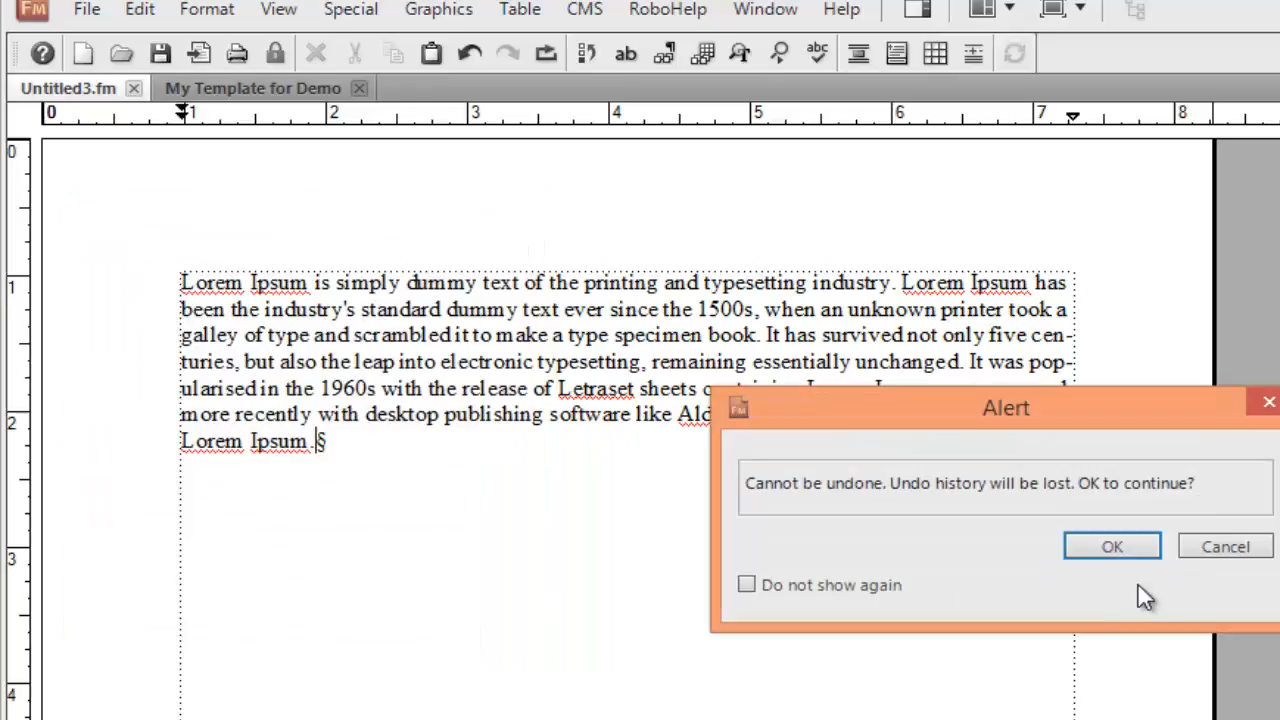 Fm File Edit Format View Special Graphics Table CMS RoboHelp Window Help
Untitled3.fm My Template for Demo
0 1 2 3 4 5 6 7 8
0
1
2
3
4
Lorem Ipsum is simply dummy text of the printing and typesetting industry. Lorem Ipsum has
been the industry's standard dummy text ever since the 1500s, when an unknown printer took a
galley of type and scrambled it to make a type specimen book. It has survived not only five cen-
turies, but also the leap into electronic typesetting, remaining essentially unchanged. It was pop-
ularised in the 1960s with the release of Letraset sheets
more recently with desktop publishing software like Ald
Lorem Ipsum.§
Alert
Cannot be undone. Undo history will be lost. OK to continue?
OK Cancel
Do not show again